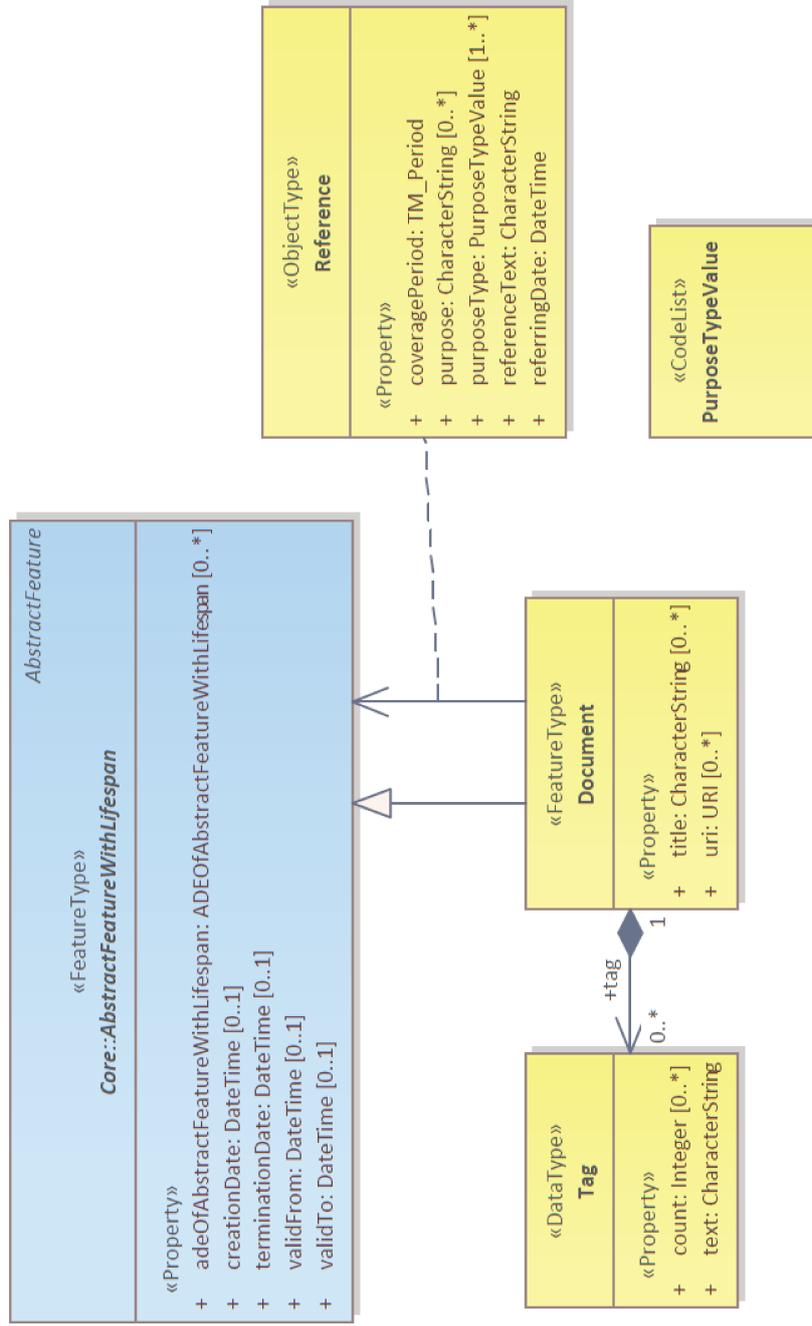 AbstractFeature
«FeatureType»
Core::AbstractFeatureWithLifespan
«Property»
+ adeOfAbstractFeatureWithLifespan: ADEOfAbstractFeatureWithLifespan [0..*]
+ creationDate: DateTime [0..1]
+ terminationDate: DateTime [0..1]
+ validFrom: DateTime [0..1]
+ validTo: DateTime [0..1]
«ObjectType»
Reference
«Property»
+ coveragePeriod: TM_Period
+ purpose: CharacterString [0..*]
+ purposeType: PurposeTypeValue [1..*]
+ referenceText: CharacterString
+ referringDate: DateTime
«DataType»
Tag
«Property»
+ count: Integer [0..*]
+ text: CharacterString
+tag
0..*
1
«FeatureType»
Document
«Property»
+ title: CharacterString [0..*]
+ uri: URI [0..*]
«CodeList»
PurposeTypeValue